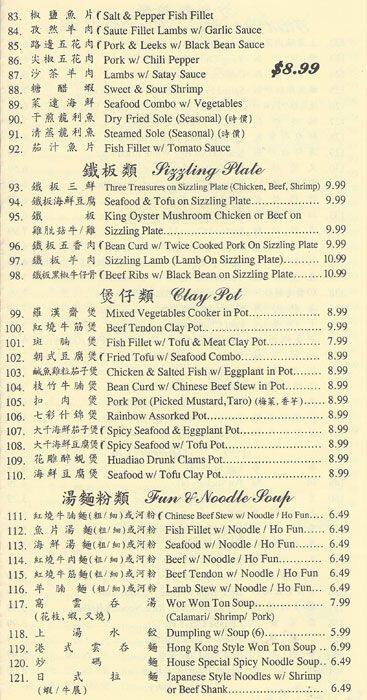 83. 椒鹽魚片 f Salt & Pepper Fish Fillet
84. 孜然羊肉 f Saute Fillet Lambs w/ Garlic Sauce
85. 路邊五花肉 f Pork & Leeks w/ Black Bean Sauce
86. 尖椒五花肉 Pork w/ Chili Pepper
$8.99
87. 沙茶羊肉 Lambs w/ Satay Sauce
88. 糖醋蝦 Sweet & Sour Shrimp
89. 菜遠海鮮 Seafood Combo w/ Vegetables
90. 干煎龍利魚 Dry Fried Sole (Seasonal) (時價)
91. 清蒸龍利魚 Steamed Sole (Seasonal) (時價)
92. 茄汁魚片 Fish Fillet w/ Tomato Sauce
鐵板類 Sizzling Plate
93. 鐵板三鮮 Three Treasures on Sizzling Plate (Chicken, Beef, Shrimp) 9.99
94. 鐵板海鮮豆腐 Seafood & Tofu on Sizzling Plate 9.99
95. 鐵板 King Oyster Mushroom Chicken or Beef on
雞肶菇牛/雞 Sizzling Plate 9.99
96. 鐵板五香肉 f Bean Curd w/ Twice Cooked Pork On Sizzling Plate 9.99
97. 鐵板羊肉 Sizzling Lamb (Lamb On Sizzling Plate) 10.99
98. 鐵板黑椒牛仔骨 f Beef Ribs w/ Black Bean on Sizzling Plate 10.99
煲仔類 Clay Pot
99. 羅漢齋煲 Mixed Vegetables Cooker in Pot 8.99
100. 紅燒牛筋煲 Beef Tendon Clay Pot 9.99
101. 斑腩煲 Fish Fillet w/ Tofu & Meat Clay Pot 7.99
102. 朝式豆腐煲 f Fried Tofu w/ Seafood Combo 8.99
103. 鹹魚雞粒茄子煲 Chicken & Salted Fish w/ Eggplant in Pot 8.99
104. 枝竹牛腩煲 Bean Curd w/ Chinese Beef Stew in Pot 8.99
105. 扣肉煲 Pork Pot (Picked Mustard,Taro) (梅菜,香芋) 8.99
106. 七彩什錦煲 Rainbow Assorked Pot 8.99
107. 大千海鮮茄子煲 f Spicy Seafood & Eggplant Pot 8.99
108. 大千海鮮豆腐煲 f Spicy Seafood w/ Tofu Pot 8.99
109. 花雕醉蜆煲 Huadiao Drunk Clams Pot 8.99
110. 海鮮豆腐煲 Seafood w/ Tofu Clay Pot 8.99
湯麵粉類 Fun & Noodle Soup
111. 紅燒牛腩麵(粗/細)或河粉 f Chinese Beef Stew w/ Noodle / Ho Fun 6.49
112. 魚片湯麵(粗/細)或河粉 Fish Fillet w/ Noodle / Ho Fun 6.49
113. 海鮮湯麵(粗/細)或河粉 Seafood w/ Noodle / Ho Fun 6.49
114. 紅燒牛肉麵(粗/細)或河粉 Beef w/ Noodle / Ho Fun 6.49
115. 紅燒牛筋麵(粗/細)或河粉 Beef Tendon w/ Noodle / Ho Fun 6.49
116. 羊腩麵(粗/細)或河粉 Lamb Stew w/ Noodle / Ho Fun 6.49
117. 窩雲吞湯 Wor Won Ton Soup 7.99
(花枝,蝦,叉燒) (Calamari/ Shrimp/ Pork)
118. 上湯水餃 Dumpling w/ Soup (6) 5.99
119. 港式雲吞麵 Hong Kong Style Won Ton Soup 6.99
120. 炒碼麵 House Special Spicy Noodle Soup 6.49
121. 日式拉麵 Japanese Style Noodles w/ Shrimp
(蝦/牛展) or Beef Shank 6.49